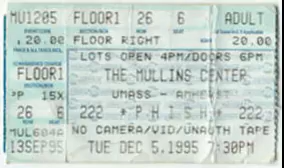 MU1205 FLOOR1 26 6 ADULT
20.00 FLOOR RIGHT 20.00
LOTS OPEN 4PM/DOORS 6PM
FLOOR1 THE MULLINS CENTER
P 15X UMASS - AMHERST
26 6 222 * P H I S H * 222
MUL604A NO CAMERA/VID/UNAUTH TAPE
13SEP95 TUE DEC 5,1995 7:30PM